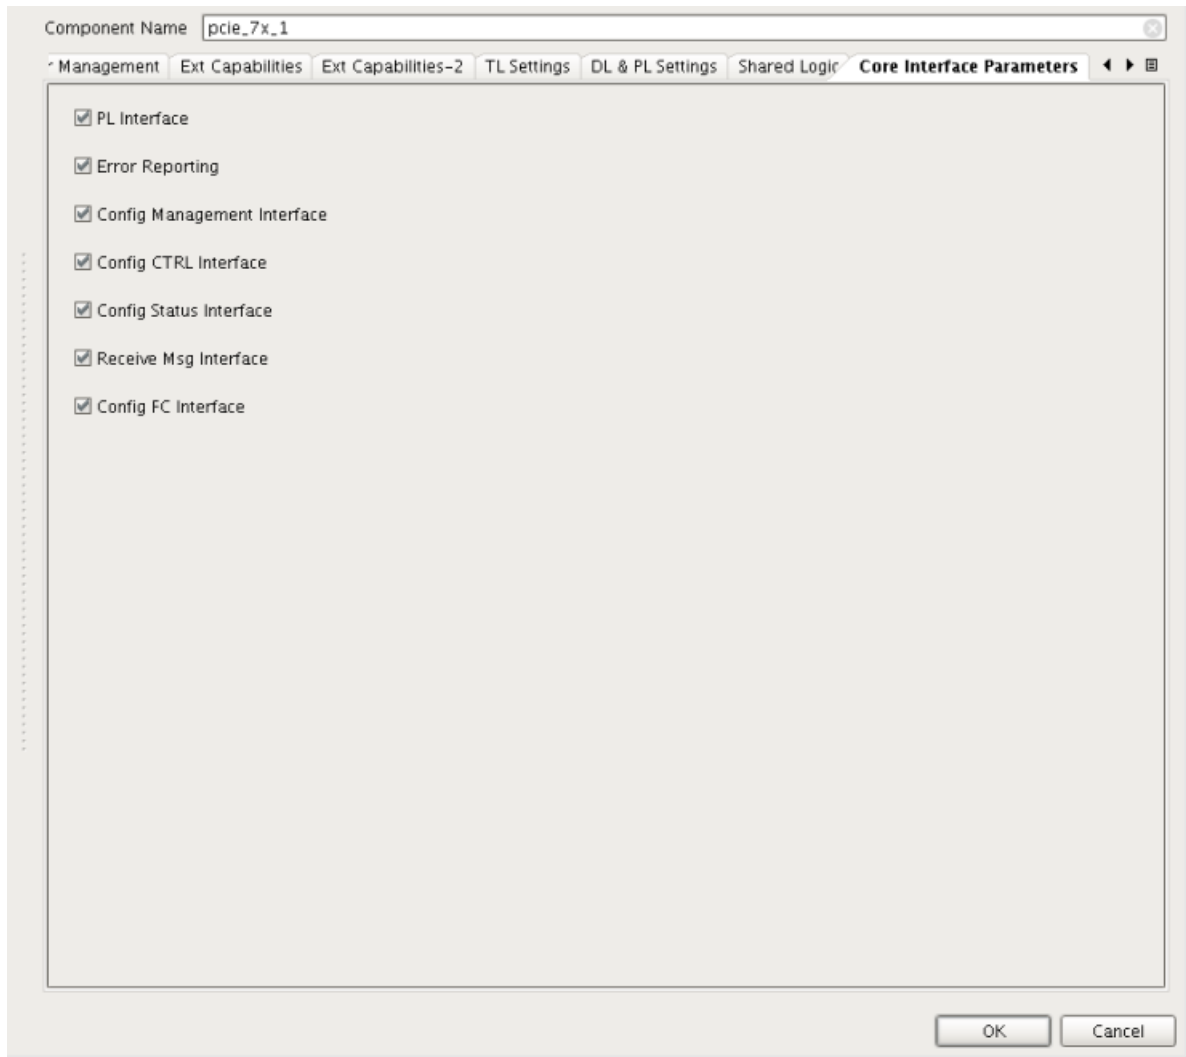 Component Name pcie_7x_1
Management Ext Capabilities Ext Capabilities-2 TL Settings DL & PL Settings Shared Logic Core Interface Parameters
PL Interface
Error Reporting
Config Management Interface
Config CTRL Interface
Config Status Interface
Receive Msg Interface
Config FC Interface
OK Cancel